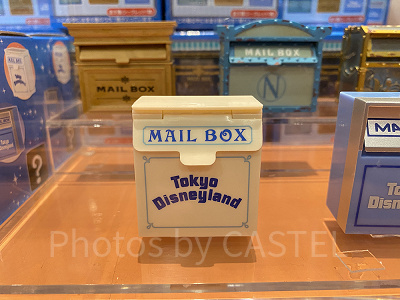 MAIL BOX
MAIL BOX
N
MAIL BOX
Tokyo
Disneyland
?
Photos by CASTEL